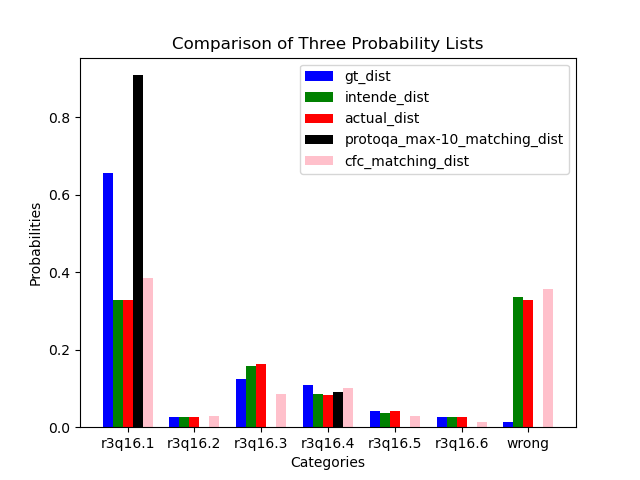 Comparison of Three Probability Lists
gt_dist
intende_dist
actual_dist
protoqa_max-10_matching_dist
cfc_matching_dist
Probabilities
0.8
0.6
0.4
0.2
0.0
r3q16.1 r3q16.2 r3q16.3 r3q16.4 r3q16.5 r3q16.6 wrong
Categories